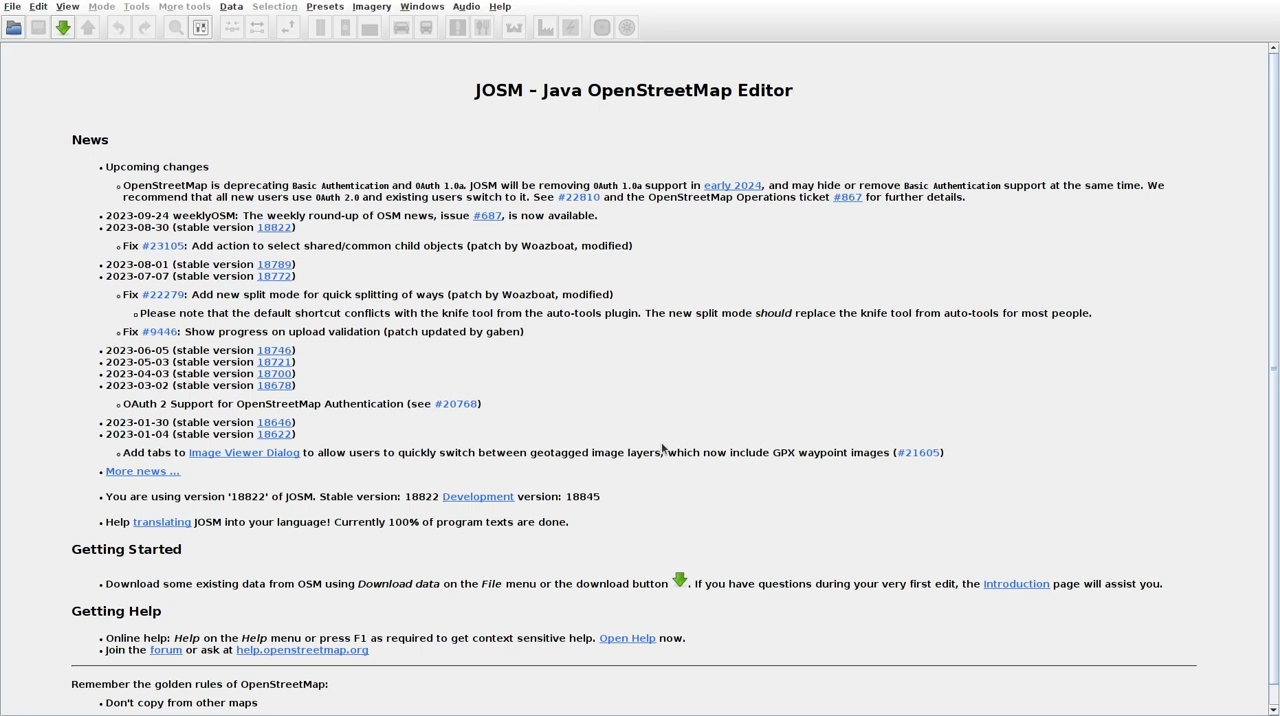 File Edit View Mode Tools More tools Data Selection Presets Imagery Windows Audio Help
JOSM – Java OpenStreetMap Editor
News
Upcoming changes
OpenStreetMap is deprecating Basic Authentication and OAuth 1.0a. JOSM will be removing OAuth 1.0a support in early 2024, and may hide or remove Basic Authentication support at the same time. We
recommend that all new users use OAuth 2.0 and existing users switch to it. See #22810 and the OpenStreetMap Operations ticket #867 for further details.
2023-09-24 weeklyOSM: The weekly round-up of OSM news, issue #687, is now available.
2023-08-30 (stable version 18822)
Fix #23105: Add action to select shared/common child objects (patch by Woazboat, modified)
2023-08-01 (stable version 18789)
2023-07-07 (stable version 18772)
Fix #22279: Add new split mode for quick splitting of ways (patch by Woazboat, modified)
Please note that the default shortcut conflicts with the knife tool from the auto-tools plugin. The new split mode should replace the knife tool from auto-tools for most people.
Fix #9446: Show progress on upload validation (patch updated by gaben)
2023-06-05 (stable version 18746)
2023-05-03 (stable version 18721)
2023-04-03 (stable version 18700)
2023-03-02 (stable version 18678)
OAuth 2 Support for OpenStreetMap Authentication (see #20768)
2023-01-30 (stable version 18646)
2023-01-04 (stable version 18622)
Add tabs to Image Viewer Dialog to allow users to quickly switch between geotagged image layers, which now include GPX waypoint images (#21605)
More news ...
You are using version '18822' of JOSM. Stable version: 18822 Development version: 18845
Help translating JOSM into your language! Currently 100% of program texts are done.
Getting Started
Download some existing data from OSM using Download data on the File menu or the download button . If you have questions during your very first edit, the Introduction page will assist you.
Getting Help
Online help: Help on the Help menu or press F1 as required to get context sensitive help. Open Help now.
Join the forum or ask at help.openstreetmap.org
Remember the golden rules of OpenStreetMap:
Don't copy from other maps